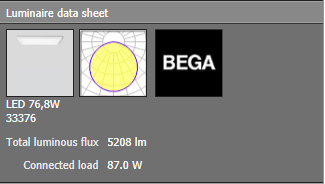 Luminaire data sheet
BEGA
LED 76,8W
33376
Total luminous flux 5208 lm
Connected load 87.0 W